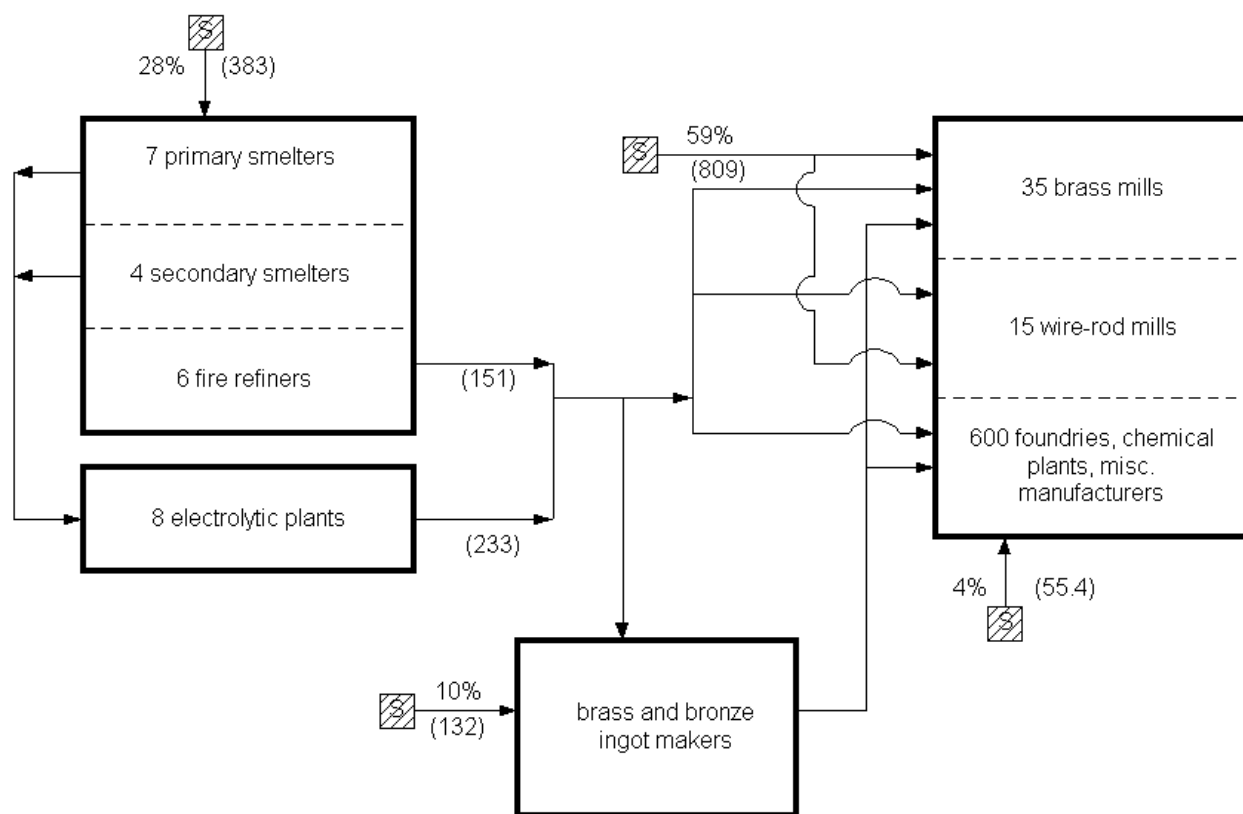 S
28% (383)
7 primary smelters
4 secondary smelters
6 fire refiners
(151)
8 electrolytic plants
(233)
S
59%
(809)
35 brass mills
15 wire-rod mills
600 foundries, chemical
plants, misc.
manufacturers
4% (55.4)
S
S
10%
(132)
brass and bronze
ingot makers